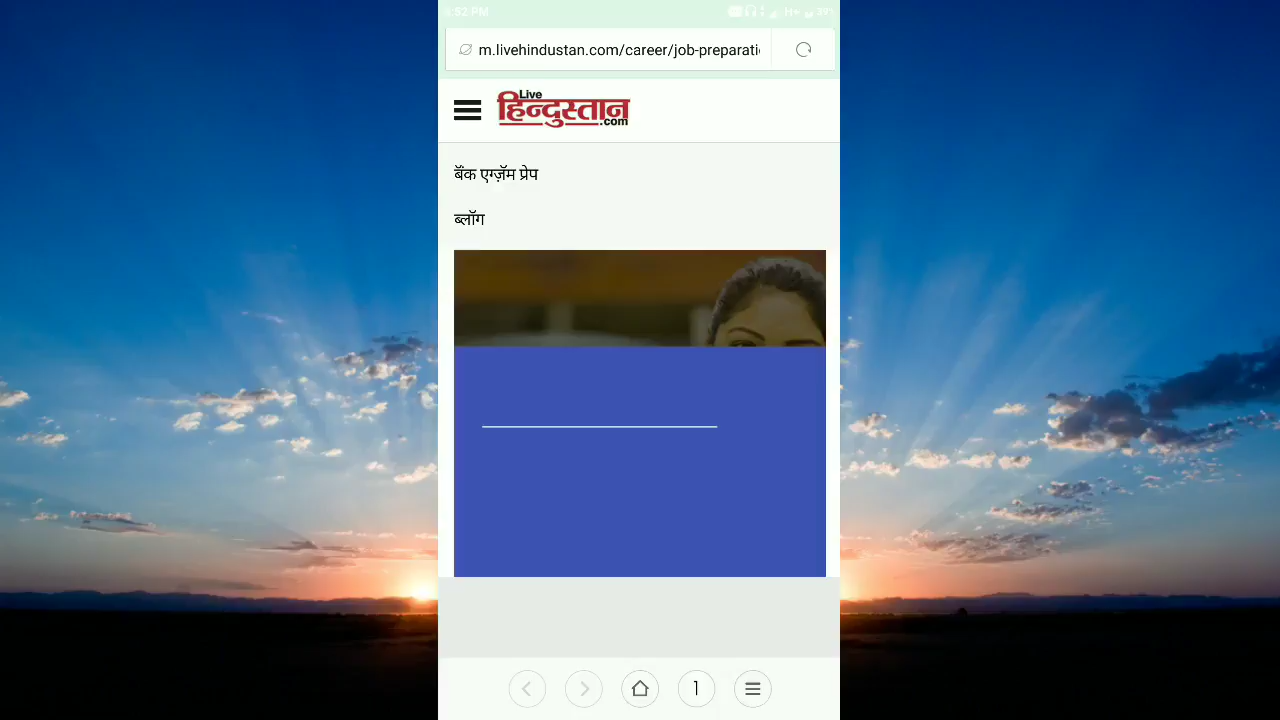 m.livehindustan.com/career/job-preparati
Live
हिन्दुस्तान
.com
बॅंक एग्ज़ॅम प्रेप
ब्लॉग
1